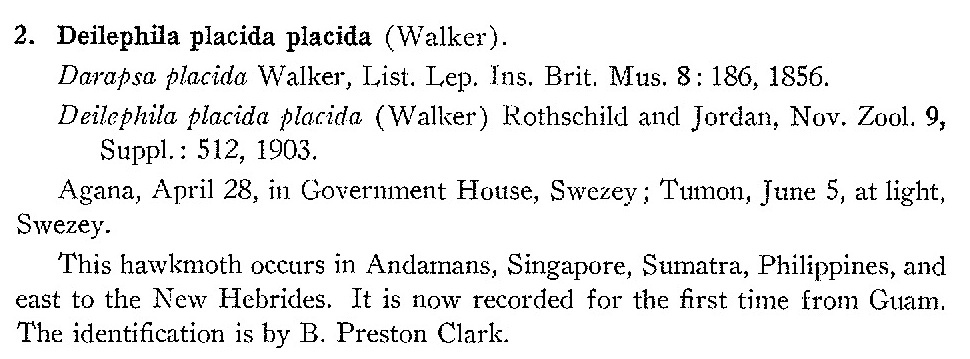 2. Deilephila placida placida (Walker).
Darapsa placida Walker, List. Lep. Ins. Brit. Mus. 8: 186, 1856.
Deilephila placida placida (Walker) Rothschild and Jordan, Nov. Zool. 9,
Suppl.: 512, 1903.
Agana, April 28, in Government House, Swezey; Tumon, June 5, at light,
Swezey.
This hawkmoth occurs in Andamans, Singapore, Sumatra, Philippines, and
east to the New Hebrides. It is now recorded for the first time from Guam.
The identification is by B. Preston Clark.